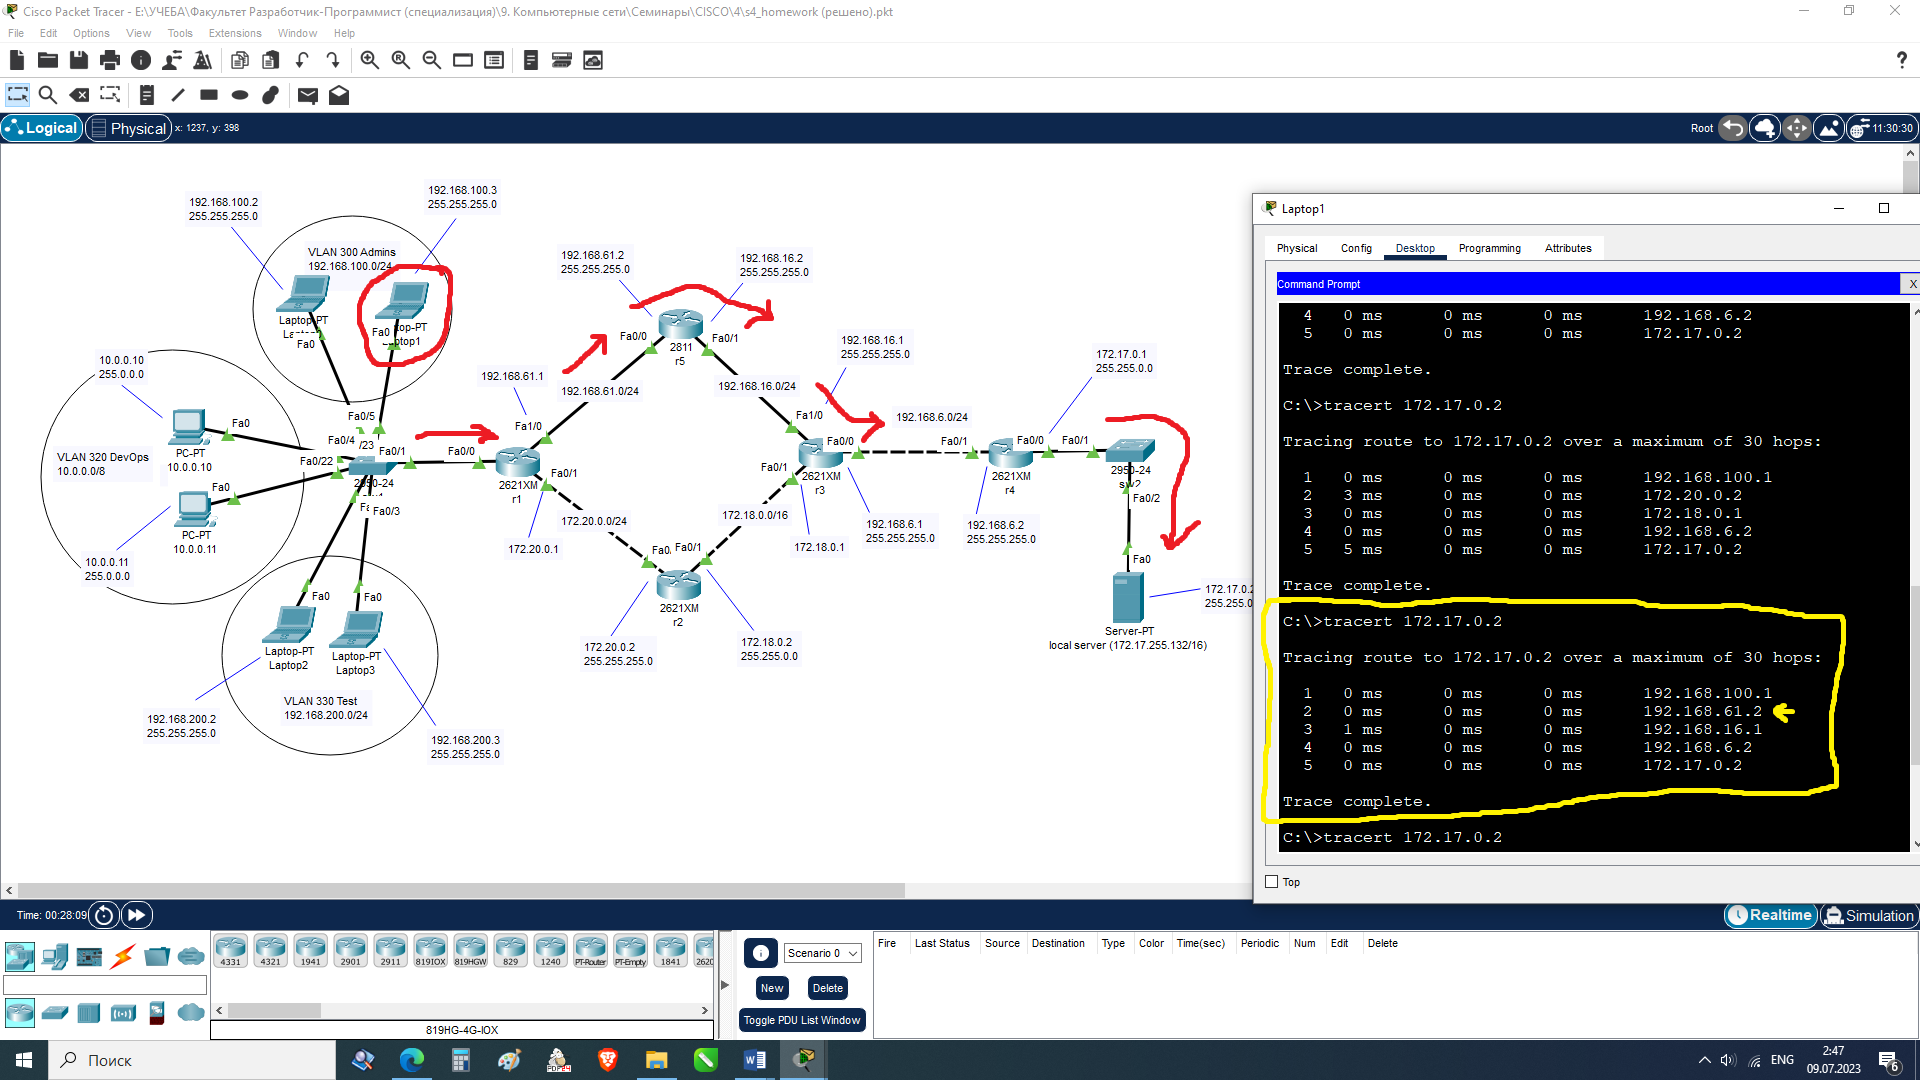 Cisco Packet Tracer - E:\УЧЕБА\Факультет Разработчик-Программист (специализация)\9. Компьютерные сети\Семинары\CISCO\4\s4_homework (решено).pkt
File Edit Options View Tools Extensions Window Help
Logical Physical x: 1237, y: 398
Root 11:30:30
192.168.100.2
255.255.255.0
192.168.100.3
255.255.255.0
VLAN 300 Admins
192.168.100.0/24
Laptop-PT
Fa0
Fa0
top-PT
ptop1
192.168.61.2
255.255.255.0
192.168.16.2
255.255.255.0
Fa0/0
Fa0/1
2811
r5
10.0.0.10
255.0.0.0
Fa0
PC-PT
10.0.0.10
VLAN 320 DevOps
10.0.0.0/8
Fa0
PC-PT
10.0.0.11
10.0.0.11
255.0.0.0
Fa0/5
Fa0/4
/23
Fa0/1
Fa0/22
2950-24
Fa0/3
Fa0/0
192.168.61.1
192.168.61.0/24
Fa1/0
Fa0/1
2621XM
r1
172.20.0.1
172.20.0.0/24
192.168.16.0/24
192.168.16.1
255.255.255.0
Fa1/0
Fa0/0
Fa0/1
2621XM
r3
172.18.0.0/16
172.18.0.1
192.168.6.1
255.255.255.0
192.168.6.0/24
Fa0/1
Fa0/0
2621XM
r4
192.168.6.2
255.255.255.0
172.17.0.1
255.255.0.0
Fa0/1
2950-24
sw2
Fa0/2
Fa0
172.17.0.2
255.255.0
Server-PT
local server (172.17.255.132/16)
Fa0/1
2621XM
r2
172.20.0.2
255.255.255.0
172.18.0.2
255.255.0.0
Fa0
Fa0
Laptop-PT
Laptop2
Laptop-PT
Laptop3
VLAN 330 Test
192.168.200.0/24
192.168.200.2
255.255.255.0
192.168.200.3
255.255.255.0
Laptop1
Physical Config Desktop Programming Attributes
Command Prompt X
4 0 ms 0 ms 0 ms 192.168.6.2
5 0 ms 0 ms 0 ms 172.17.0.2
Trace complete.
C:\>tracert 172.17.0.2
Tracing route to 172.17.0.2 over a maximum of 30 hops:
1 0 ms 0 ms 0 ms 192.168.100.1
2 3 ms 0 ms 0 ms 172.20.0.2
3 0 ms 0 ms 0 ms 172.18.0.1
4 0 ms 0 ms 0 ms 192.168.6.2
5 5 ms 0 ms 0 ms 172.17.0.2
Trace complete.
C:\>tracert 172.17.0.2
Tracing route to 172.17.0.2 over a maximum of 30 hops:
1 0 ms 0 ms 0 ms 192.168.100.1
2 0 ms 0 ms 0 ms 192.168.61.2
3 1 ms 0 ms 0 ms 192.168.16.1
4 0 ms 0 ms 0 ms 192.168.6.2
5 0 ms 0 ms 0 ms 172.17.0.2
Trace complete.
C:\>tracert 172.17.0.2
Top
Time: 00:28:09
Realtime Simulation
4331 4321 1941 2901 2911 819IOX 819HGW 829 1240 PT-Router PT-Empty 1841 2620
819HG-4G-IOX
Scenario 0
New Delete
Toggle PDU List Window
Fire Last Status Source Destination Type Color Time(sec) Periodic Num Edit Delete
Поиск
ENG
2:47
09.07.2023
6